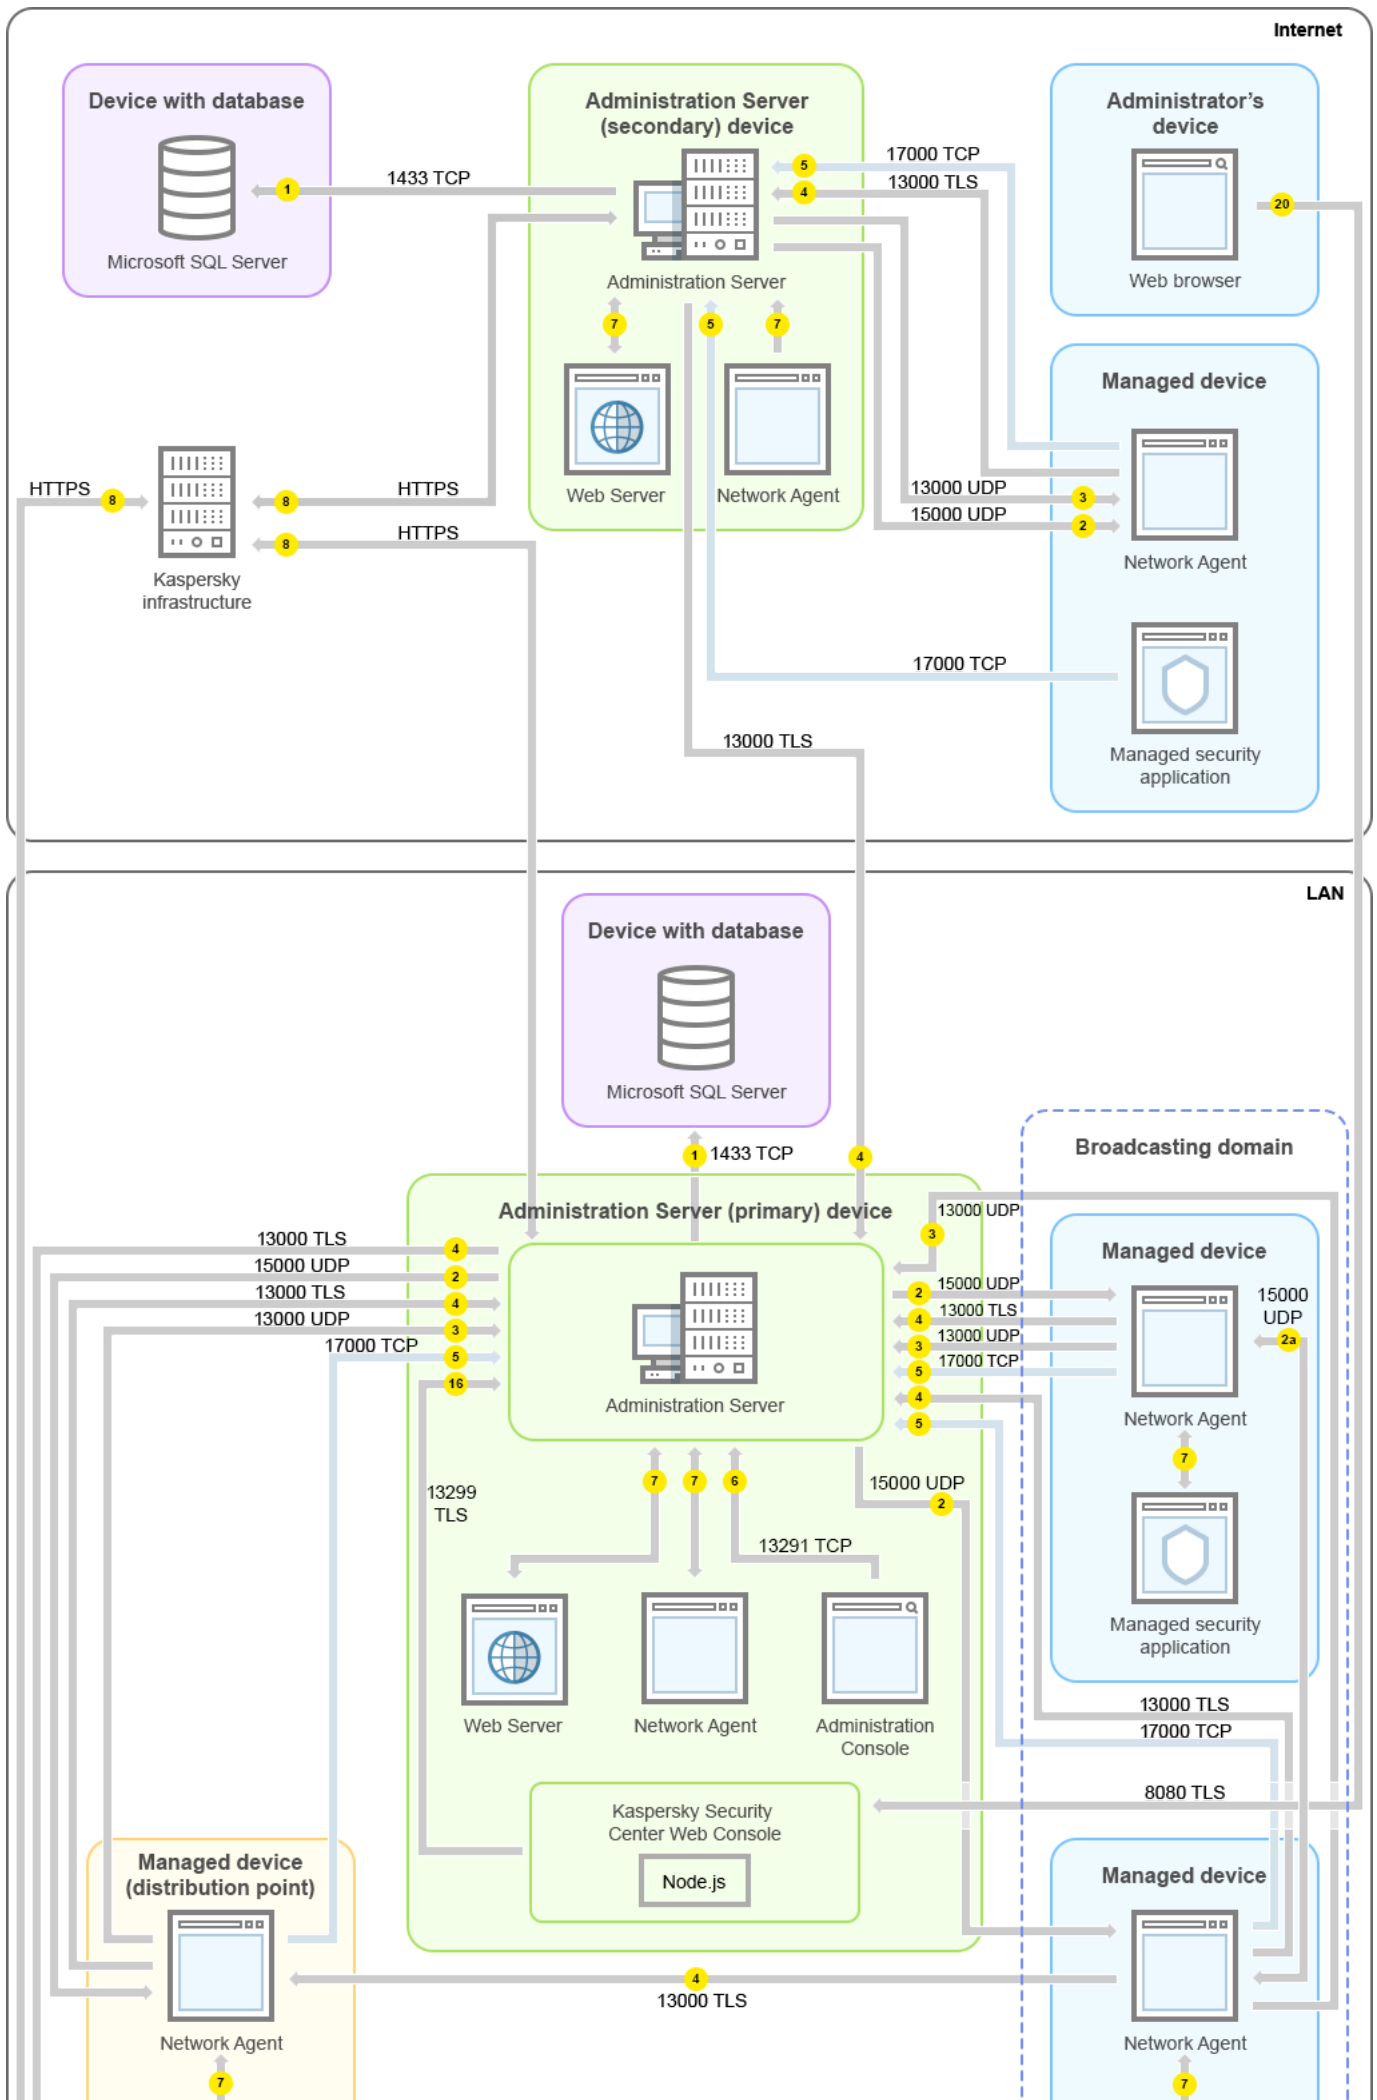 Internet
Device with database
Microsoft SQL Server
1
1433 TCP
Administration Server
(secondary) device
Administration Server
5
17000 TCP
4
13000 TLS
Administrator's
device
Web browser
20
7
5
7
Web Server
Network Agent
Managed device
Network Agent
13000 UDP
3
15000 UDP
2
HTTPS
8
8
HTTPS
8
HTTPS
Kaspersky
infrastructure
17000 TCP
Managed security
application
13000 TLS
LAN
Device with database
Microsoft SQL Server
1
1433 TCP
4
Broadcasting domain
Administration Server (primary) device
13000 UDP
3
13000 TLS
4
15000 UDP
2
13000 TLS
4
13000 UDP
3
17000 TCP
5
16
Administration Server
2
15000 UDP
4
13000 TLS
3
13000 UDP
5
17000 TCP
4
5
Managed device
15000
UDP
2a
Network Agent
7
Managed security
application
13299
TLS
7
7
6
13291 TCP
15000 UDP
2
Web Server
Network Agent
Administration
Console
13000 TLS
17000 TCP
8080 TLS
Kaspersky Security
Center Web Console
Node.js
Managed device
(distribution point)
Network Agent
7
4
13000 TLS
Managed device
Network Agent
7